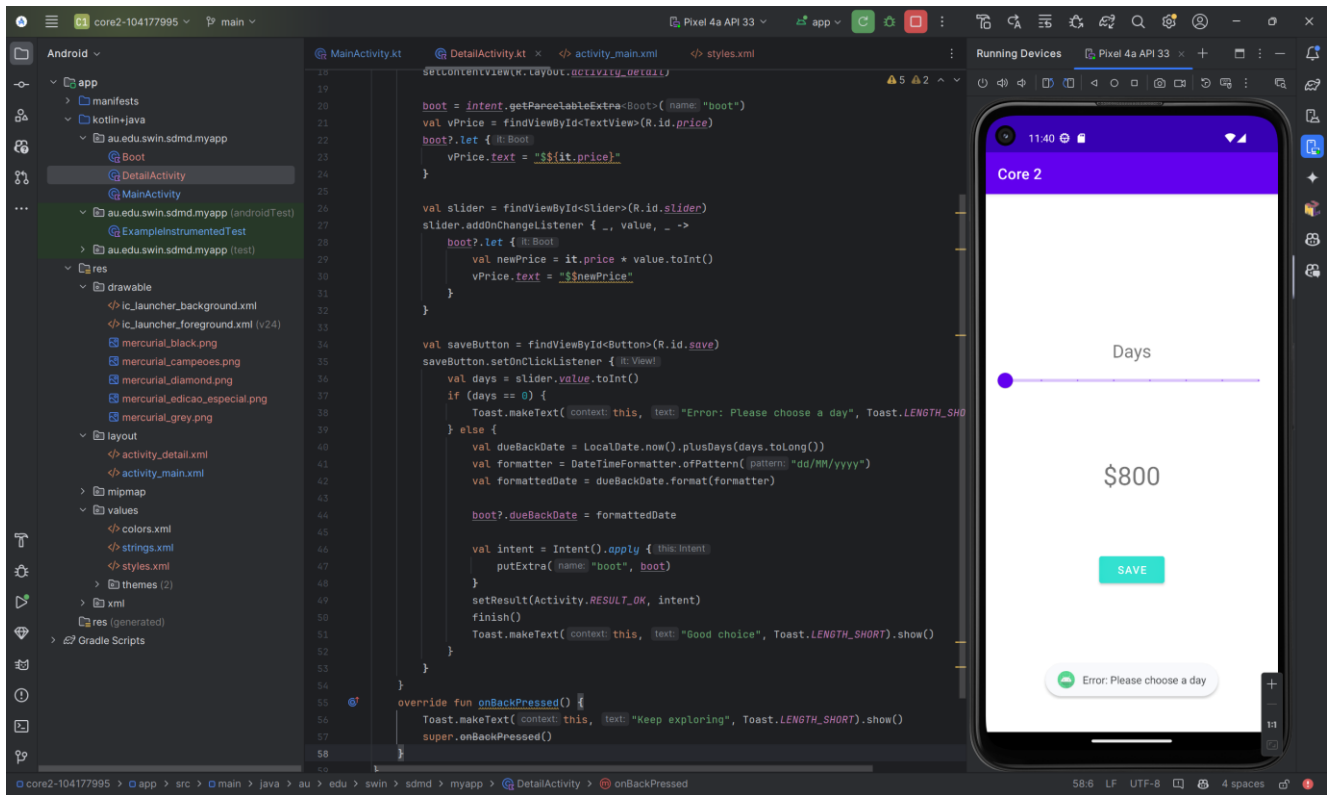 C1 core2-104177995 main Pixel 4a API 33 app
Android
app
manifests
kotlin+java
au.edu.swin.sdmd.myapp
Boot
DetailActivity
MainActivity
au.edu.swin.sdmd.myapp (androidTest)
ExampleInstrumentedTest
au.edu.swin.sdmd.myapp (test)
res
drawable
ic_launcher_background.xml
ic_launcher_foreground.xml (v24)
mercurial_black.png
mercurial_campeoes.png
mercurial_diamond.png
mercurial_edicao_especial.png
mercurial_grey.png
layout
activity_detail.xml
activity_main.xml
mipmap
values
colors.xml
strings.xml
styles.xml
themes (2)
xml
res (generated)
Gradle Scripts
MainActivity.kt DetailActivity.kt activity_main.xml styles.xml
5 2
18 setContentView(R.layout.activity_detail)
19
20 boot = intent.getParcelableExtra<Boot>( name: "boot")
21 val vPrice = findViewById<TextView>(R.id.price)
22 boot?.let { it: Boot
23 vPrice.text = "$${it.price}"
24 }
25
26 val slider = findViewById<Slider>(R.id.slider)
27 slider.addOnChangeListener { _, value, _ ->
28 boot?.let { it: Boot
29 val newPrice = it.price * value.toInt()
30 vPrice.text = "$$newPrice"
31 }
32 }
33
34 val saveButton = findViewById<Button>(R.id.save)
35 saveButton.setOnClickListener { it: View!
36 val days = slider.value.toInt()
37 if (days == 0) {
38 Toast.makeText( context: this, text: "Error: Please choose a day", Toast.LENGTH_SHO
39 } else {
40 val dueBackDate = LocalDate.now().plusDays(days.toLong())
41 val formatter = DateTimeFormatter.ofPattern( pattern: "dd/MM/yyyy")
42 val formattedDate = dueBackDate.format(formatter)
43
44 boot?.dueBackDate = formattedDate
45
46 val intent = Intent().apply { this: Intent
47 putExtra( name: "boot", boot)
48 }
49 setResult(Activity.RESULT_OK, intent)
50 finish()
51 Toast.makeText( context: this, text: "Good choice", Toast.LENGTH_SHORT).show()
52 }
53 }
54 }
55 override fun onBackPressed() {
56 Toast.makeText( context: this, text: "Keep exploring", Toast.LENGTH_SHORT).show()
57 super.onBackPressed()
58 }
59 }
Running Devices Pixel 4a API 33
11:40
Core 2
Days
$800
SAVE
Error: Please choose a day
1:1
core2-104177995 > app > src > main > java > au > edu > swin > sdmd > myapp > DetailActivity > onBackPressed
58:6 LF UTF-8 4 spaces